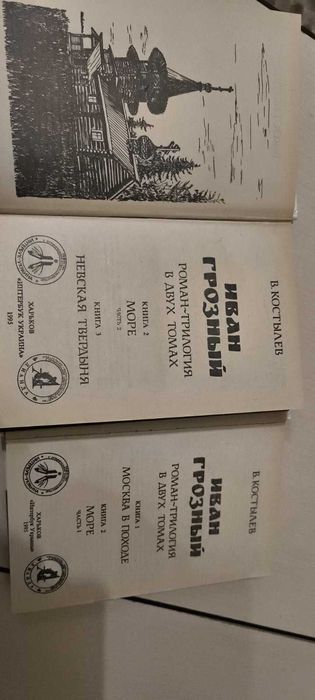 В. КОСТЫЛЕВ
ИВАН
ГРОЗНЫЙ
РОМАН-ТРИЛОГИЯ
В ДВУХ ТОМАХ
КНИГА 2
МОРЕ
ЧАСТЬ 2
КНИГА 3
НЕВСКАЯ ТВЕРДЫНЯ
ХАРЬКОВ
«ИНТЕРБУК УКРАИНА»
1995
В. КОСТЫЛЕВ
ИВАН
ГРОЗНЫЙ
РОМАН-ТРИЛОГИЯ
В ДВУХ ТОМАХ
КНИГА 1
МОСКВА В ПОХОДЕ
КНИГА 2
МОРЕ
ЧАСТЬ 1
ХАРЬКОВ
«Интербук Украина»
1995